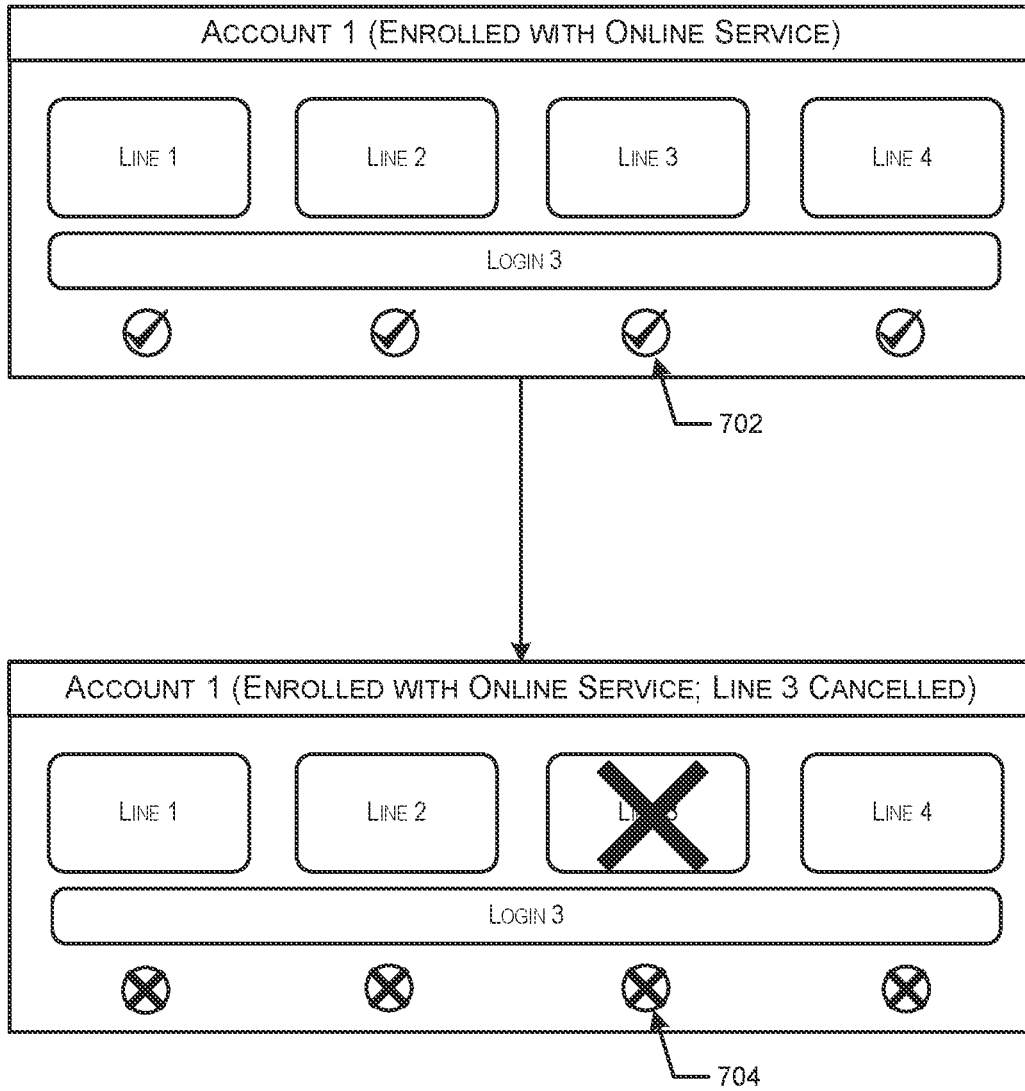 ACCOUNT 1 (ENROLLED WITH ONLINE SERVICE)
LINE 1
LINE 2
LINE 3
LINE 4
LOGIN 3
702
ACCOUNT 1 (ENROLLED WITH ONLINE SERVICE; LINE 3 CANCELLED)
LINE 1
LINE 2
LINE 4
LOGIN 3
704